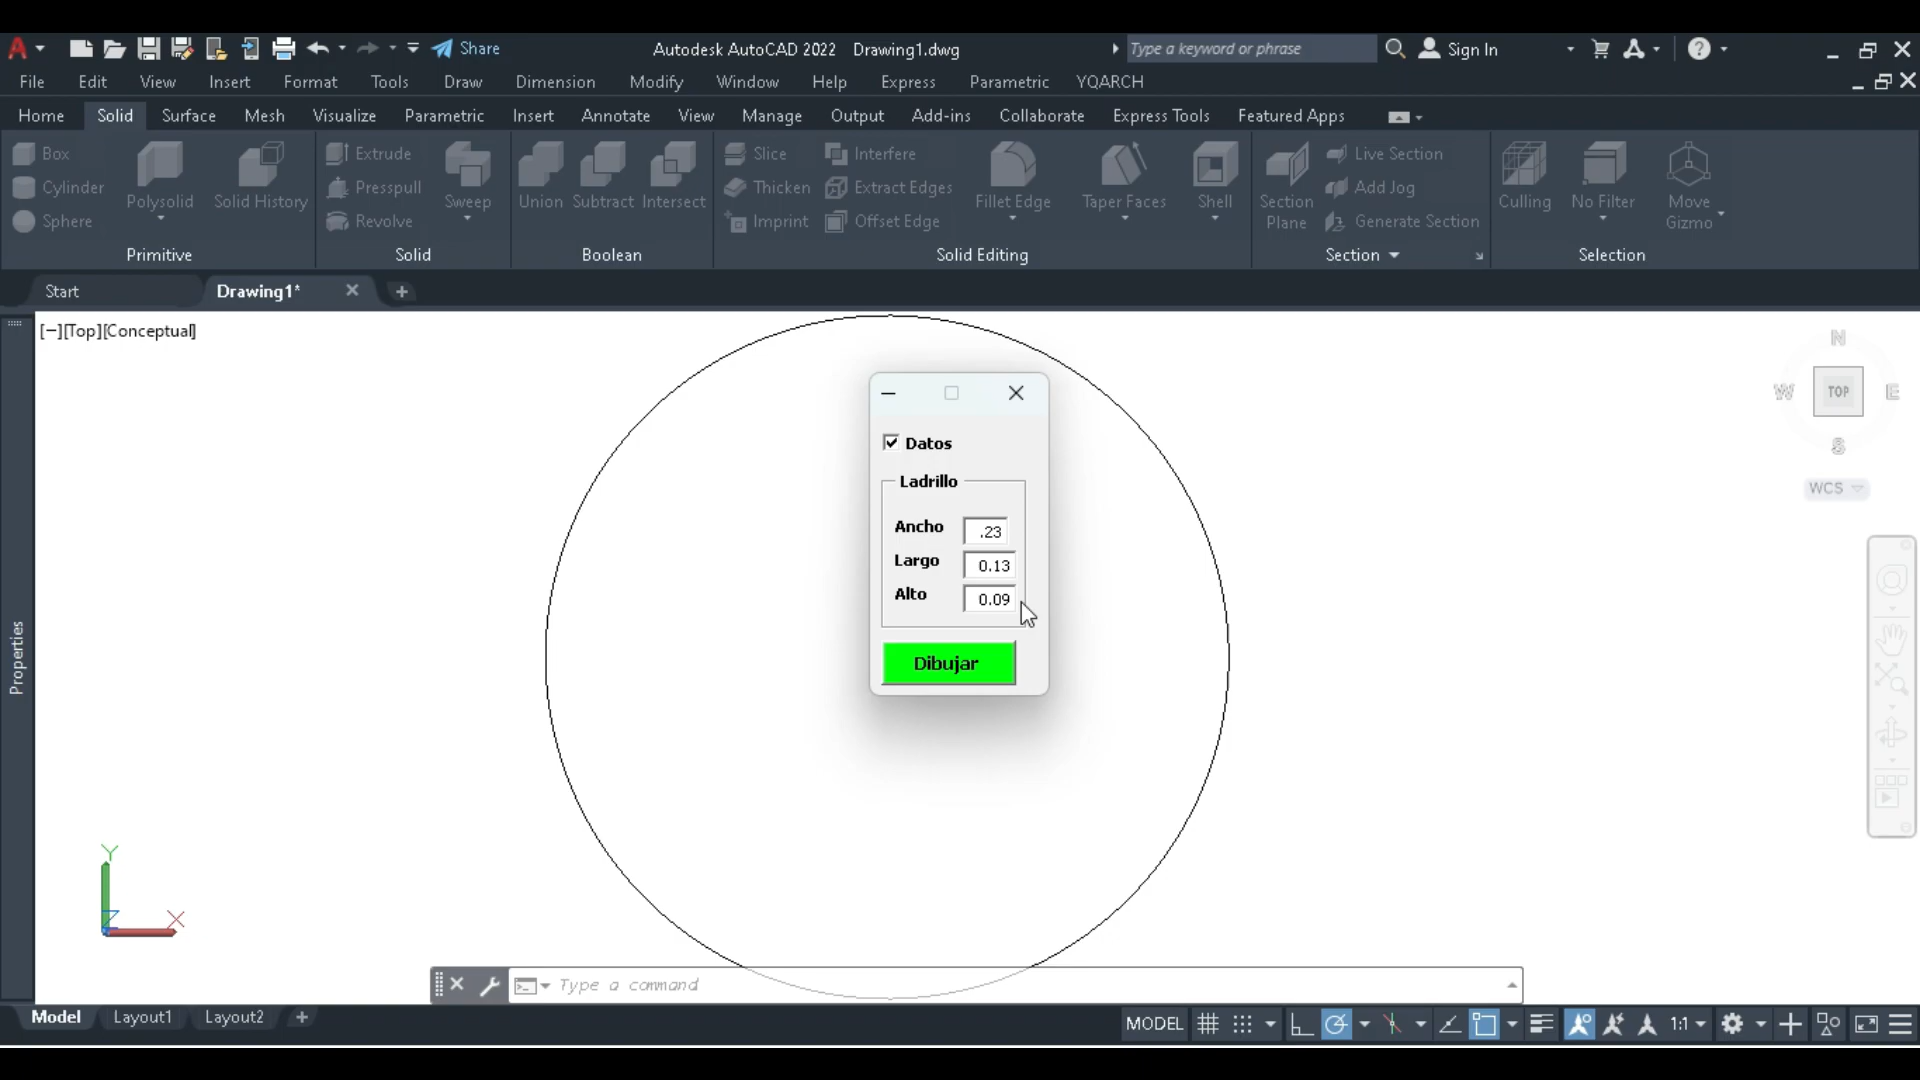 Share
Autodesk AutoCAD 2022 Drawing1.dwg
Type a keyword or phrase
Sign In
File Edit View Insert Format Tools Draw Dimension Modify Window Help Express Parametric YQARCH
Home Solid Surface Mesh Visualize Parametric Insert Annotate View Manage Output Add-ins Collaborate Express Tools Featured Apps
Box Extrude Slice Interfere Live Section
Cylinder Presspull Thicken Extract Edges Add Jog
Polysolid Solid History Sweep Union Subtract Intersect Fillet Edge Taper Faces Shell Section Plane Culling No Filter Move Gizmo
Sphere Revolve Imprint Offset Edge Generate Section
Primitive Solid Boolean Solid Editing Section Selection
Start Drawing1* +
[−][Top][Conceptual]
N
W TOP E
S
WCS
Datos
Ladrillo
Ancho .23
Largo 0.13
Alto 0.09
Dibujar
Properties
Y
Z
X
Type a command
Model Layout1 Layout2 +
MODEL 1:1